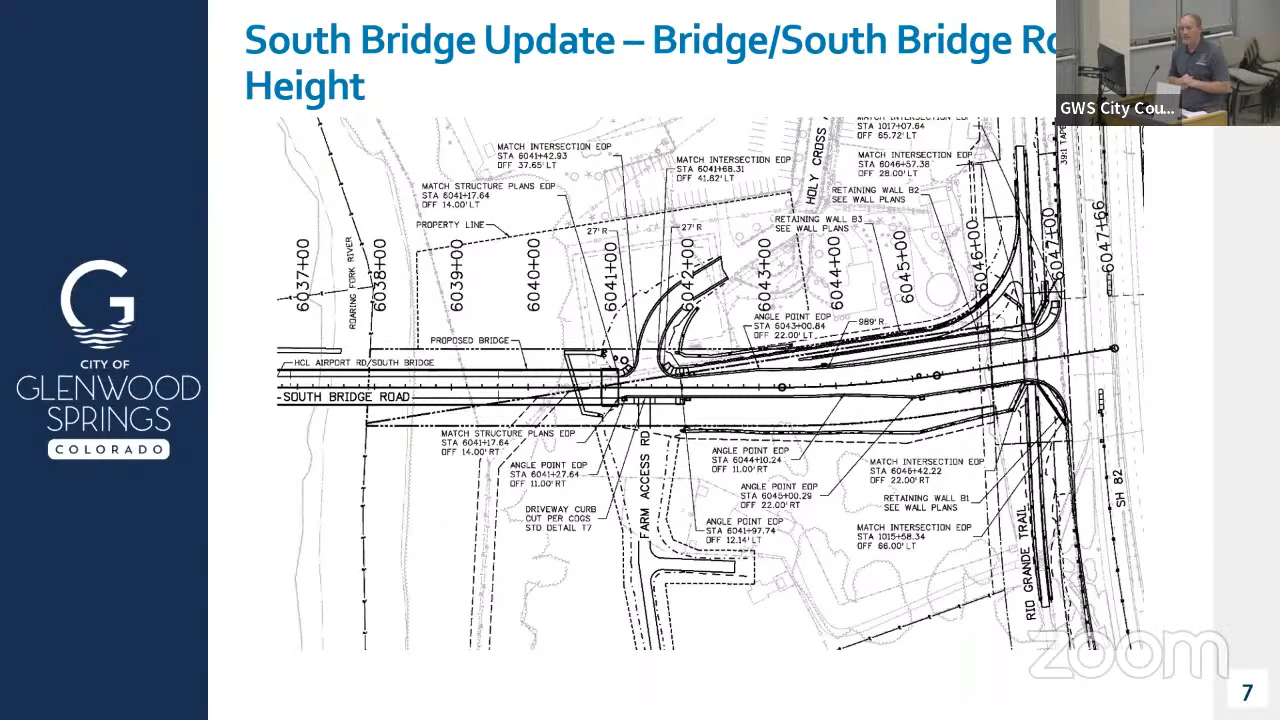 South Bridge Update – Bridge/South Bridge Ro
Height
GWS City Cou...
CITY OF
GLENWOOD
SPRINGS
COLORADO
MATCH INTERSECTION EOP
STA 6041+42.93
OFF 37.65' LT
MATCH INTERSECTION EOP
STA 6041+68.31
OFF 41.82' LT
HOLY CROSS
STA 1017+07.64
OFF 65.72' LT
MATCH INTERSECTION EOP
STA 6046+57.38
OFF 28.00' LT
MATCH STRUCTURE PLANS EOP
STA 6041+17.64
OFF 14.00' LT
RETAINING WALL B2
SEE WALL PLANS
PROPERTY LINE
27' R
27' R
RETAINING WALL B3
SEE WALL PLANS
6037+00
ROARING FORK RIVER
6038+00
6039+00
6040+00
6041+00
6042+00
6043+00
6044+00
6045+00
6046+00
6047+00
6047+66
ANGLE POINT EOP
STA 6043+00.84
OFF 22.00' LT
989' R
PROPOSED BRIDGE
HCL AIRPORT RD/SOUTH BRIDGE
SOUTH BRIDGE ROAD
MATCH STRUCTURE PLANS EOP
STA 6041+17.64
OFF 14.00' RT
ANGLE POINT EOP
STA 6041+27.64
OFF 11.00' RT
DRIVEWAY CURB
CUT PER COGS
STD DETAIL T7
FARM ACCESS RD
ANGLE POINT EOP
STA 6044+10.24
OFF 11.00' RT
ANGLE POINT EOP
STA 6045+00.29
OFF 22.00' RT
ANGLE POINT EOP
STA 6041+97.74
OFF 12.14' LT
MATCH INTERSECTION EOP
STA 6046+42.22
OFF 22.00' RT
RETAINING WALL B1
SEE WALL PLANS
MATCH INTERSECTION EOP
STA 1015+58.34
OFF 66.00' LT
RIO GRANDE TRAIL
SH 82
zoom
7